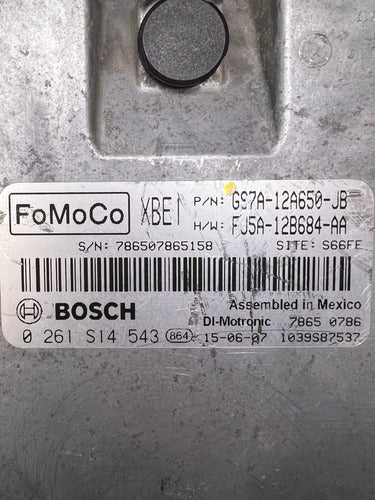 FoMoCo XBE1 P/N: GS7A-12A650-JB
H/W: FJ5A-12B684-AA
S/N: 786507865158 SITE: S66FE
BOSCH Assembled in Mexico
DI-Motronic 7865 0786
0 261 S14 543 864 15-06-07 1039S87537